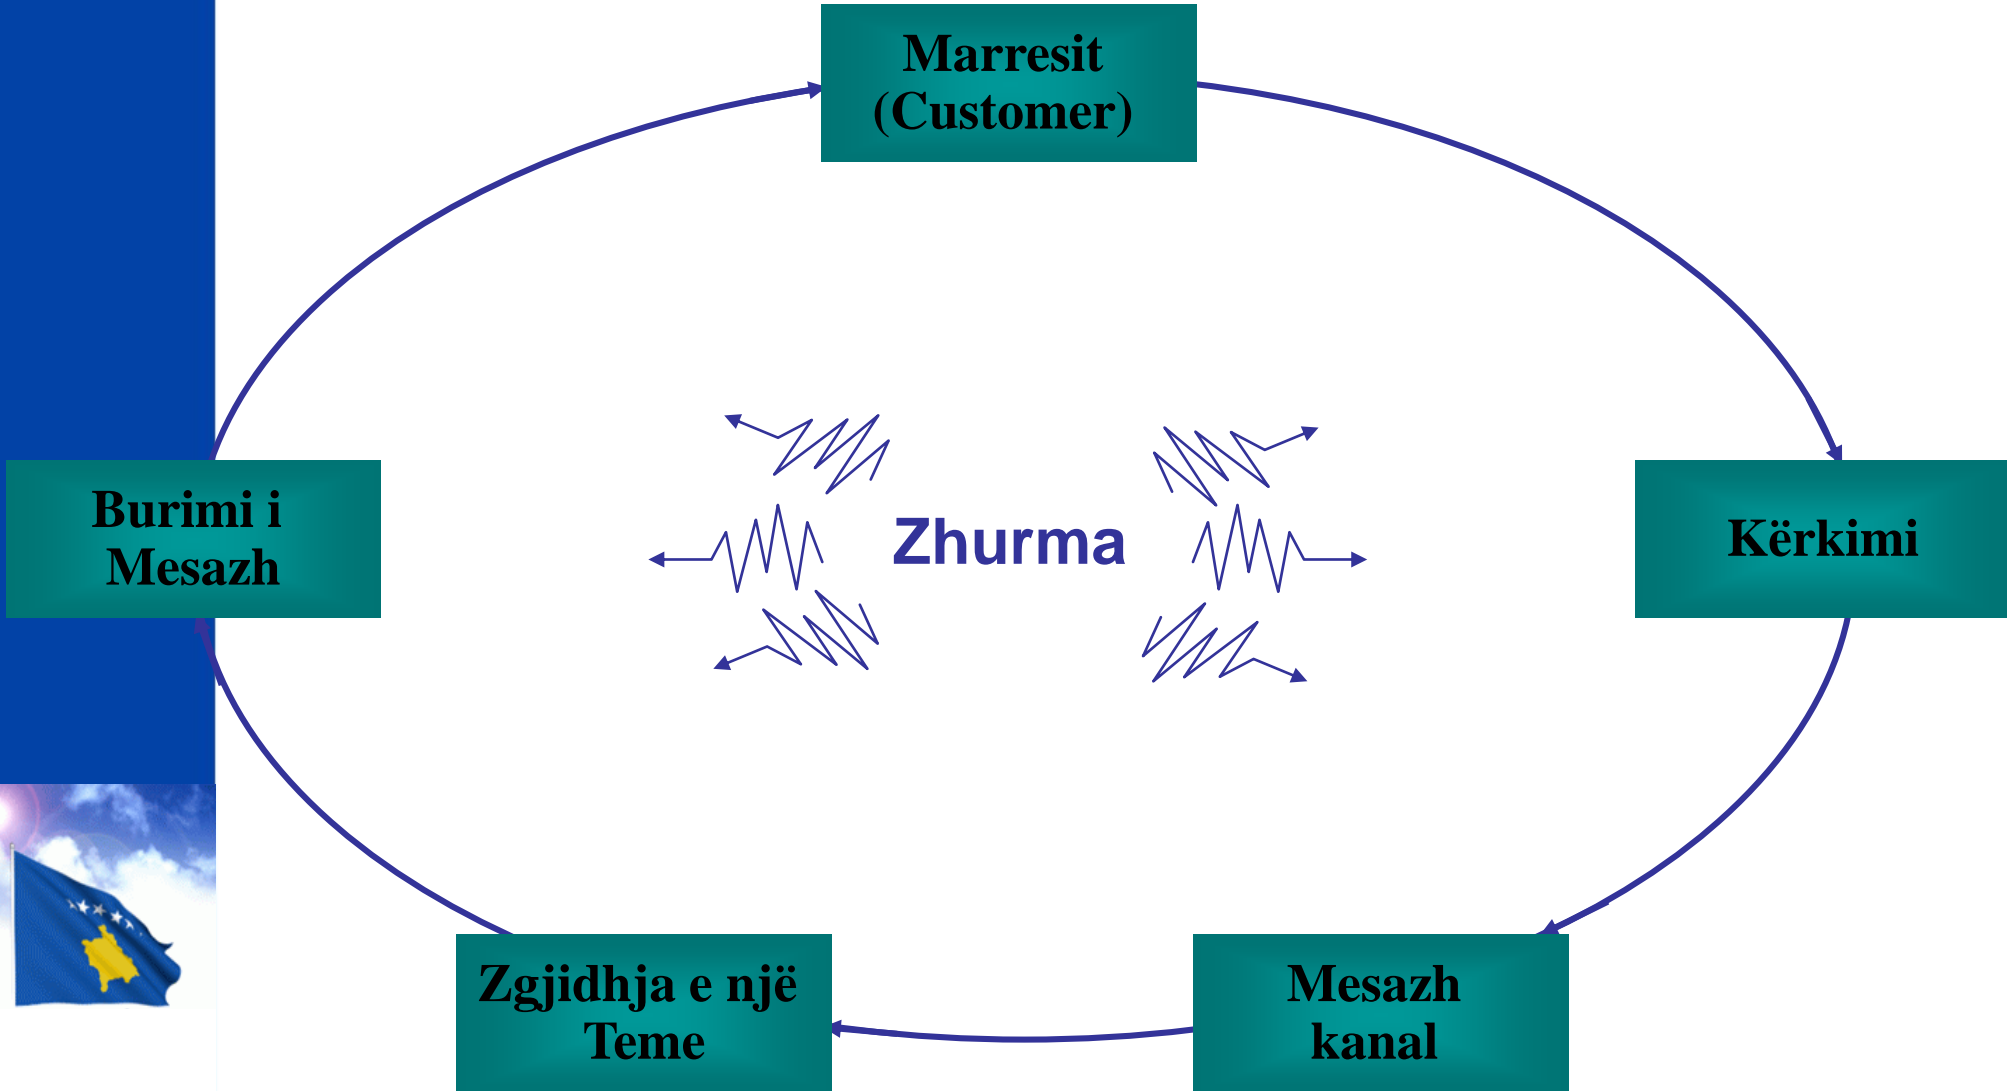 Marresit
(Customer)
Burimi i
Mesazh
Zhurma
Kërkimi
Zgjidhja e një
Teme
Mesazh
kanal